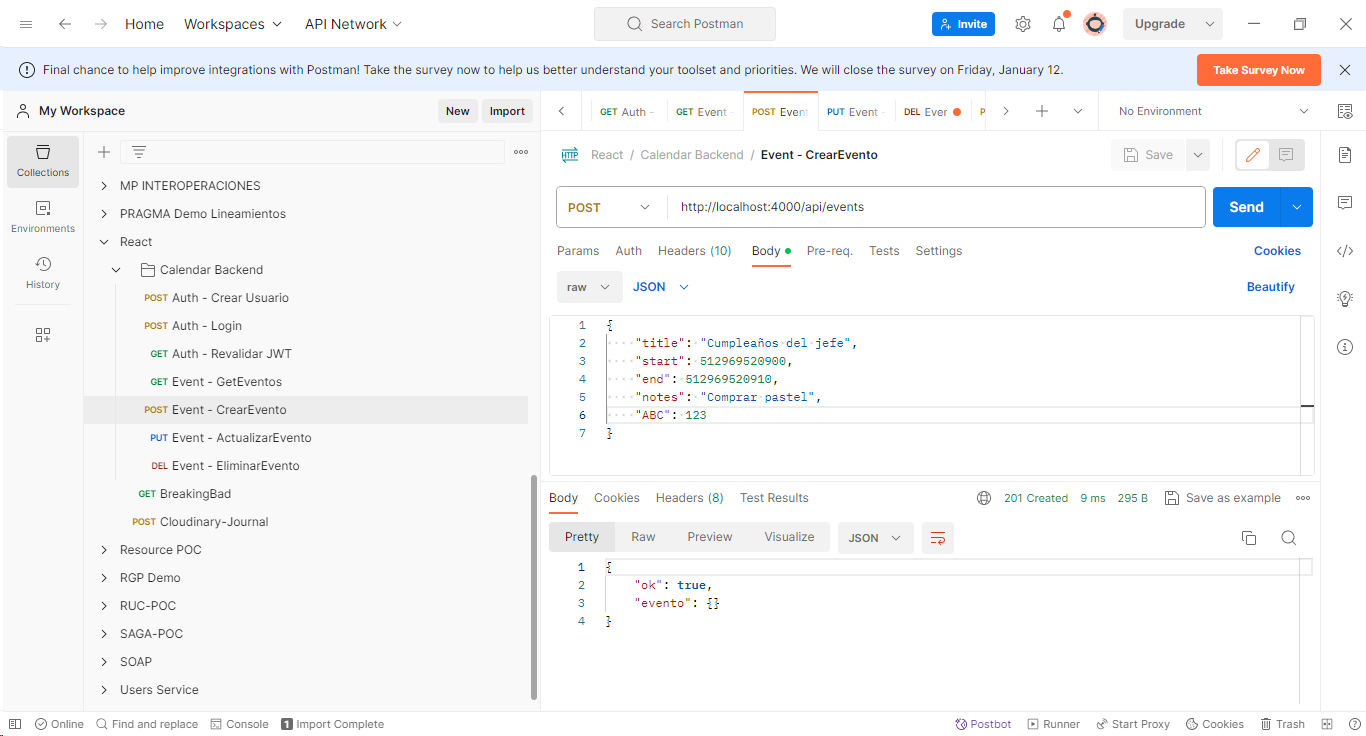 Home Workspaces API Network Search Postman Invite Upgrade
Final chance to help improve integrations with Postman! Take the survey now to help us better understand your toolset and priorities. We will close the survey on Friday, January 12. Take Survey Now
My Workspace New Import
GET Auth - GET Event - POST Event PUT Event - DEL Ever P No Environment
Collections
Environments
History
MP INTEROPERACIONES
PRAGMA Demo Lineamientos
React
Calendar Backend
POST Auth - Crear Usuario
POST Auth - Login
GET Auth - Revalidar JWT
GET Event - GetEventos
POST Event - CrearEvento
PUT Event - ActualizarEvento
DEL Event - EliminarEvento
GET BreakingBad
POST Cloudinary-Journal
Resource POC
RGP Demo
RUC-POC
SAGA-POC
SOAP
Users Service
HTTP React / Calendar Backend / Event - CrearEvento Save
POST http://localhost:4000/api/events Send
Params Auth Headers (10) Body Pre-req. Tests Settings Cookies
raw JSON Beautify
1 {
2 "title": "Cumpleaños del jefe",
3 "start": 512969520900,
4 "end": 512969520910,
5 "notes": "Comprar pastel",
6 "ABC": 123
7 }
Body Cookies Headers (8) Test Results 201 Created 9 ms 295 B Save as example
Pretty Raw Preview Visualize JSON
1 {
2 "ok": true,
3 "evento": {}
4 }
Online Find and replace Console 1 Import Complete Postbot Runner Start Proxy Cookies Trash